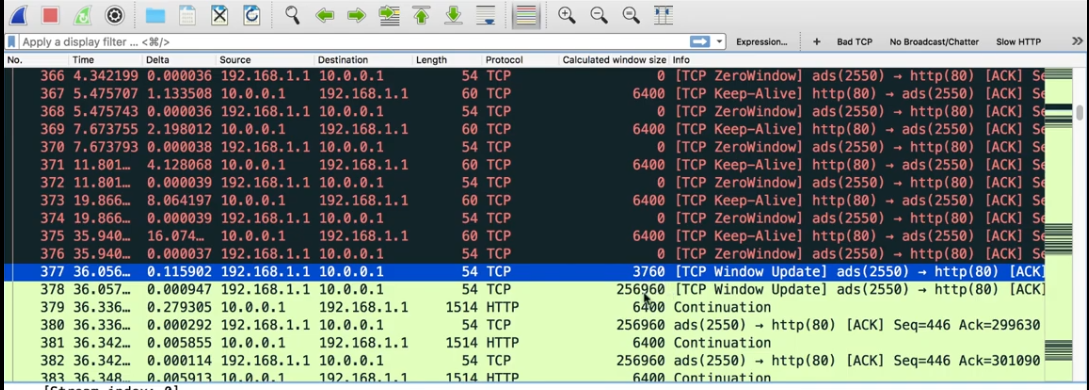 Apply a display filter ... <⌘/> Expression... + Bad TCP No Broadcast/Chatter Slow HTTP
No. Time Delta Source Destination Length Protocol Calculated window size Info
366 4.342199 0.000036 192.168.1.1 10.0.0.1 54 TCP 0 [TCP ZeroWindow] ads(2550) → http(80) [ACK] Se
367 5.475707 1.133508 10.0.0.1 192.168.1.1 60 TCP 6400 [TCP Keep-Alive] http(80) → ads(2550) [ACK] Se
368 5.475743 0.000036 192.168.1.1 10.0.0.1 54 TCP 0 [TCP ZeroWindow] ads(2550) → http(80) [ACK] Se
369 7.673755 2.198012 10.0.0.1 192.168.1.1 60 TCP 6400 [TCP Keep-Alive] http(80) → ads(2550) [ACK] Se
370 7.673793 0.000038 192.168.1.1 10.0.0.1 54 TCP 0 [TCP ZeroWindow] ads(2550) → http(80) [ACK] Se
371 11.801… 4.128068 10.0.0.1 192.168.1.1 60 TCP 6400 [TCP Keep-Alive] http(80) → ads(2550) [ACK] Se
372 11.801… 0.000039 192.168.1.1 10.0.0.1 54 TCP 0 [TCP ZeroWindow] ads(2550) → http(80) [ACK] Se
373 19.866… 8.064197 10.0.0.1 192.168.1.1 60 TCP 6400 [TCP Keep-Alive] http(80) → ads(2550) [ACK] Se
374 19.866… 0.000039 192.168.1.1 10.0.0.1 54 TCP 0 [TCP ZeroWindow] ads(2550) → http(80) [ACK] Se
375 35.940… 16.074… 10.0.0.1 192.168.1.1 60 TCP 6400 [TCP Keep-Alive] http(80) → ads(2550) [ACK] Se
376 35.940… 0.000037 192.168.1.1 10.0.0.1 54 TCP 0 [TCP ZeroWindow] ads(2550) → http(80) [ACK] Se
377 36.056… 0.115902 192.168.1.1 10.0.0.1 54 TCP 3760 [TCP Window Update] ads(2550) → http(80) [ACK]
378 36.057… 0.000947 192.168.1.1 10.0.0.1 54 TCP 256960 [TCP Window Update] ads(2550) → http(80) [ACK]
379 36.336… 0.279305 10.0.0.1 192.168.1.1 1514 HTTP 6400 Continuation
380 36.336… 0.000292 192.168.1.1 10.0.0.1 54 TCP 256960 ads(2550) → http(80) [ACK] Seq=446 Ack=299630
381 36.342… 0.005855 10.0.0.1 192.168.1.1 1514 HTTP 6400 Continuation
382 36.342… 0.000114 192.168.1.1 10.0.0.1 54 TCP 256960 ads(2550) → http(80) [ACK] Seq=446 Ack=301090
383 36.348… 0.005913 10.0.0.1 192.168.1.1 1514 HTTP 6400 Continuation
[Stream index: 0]